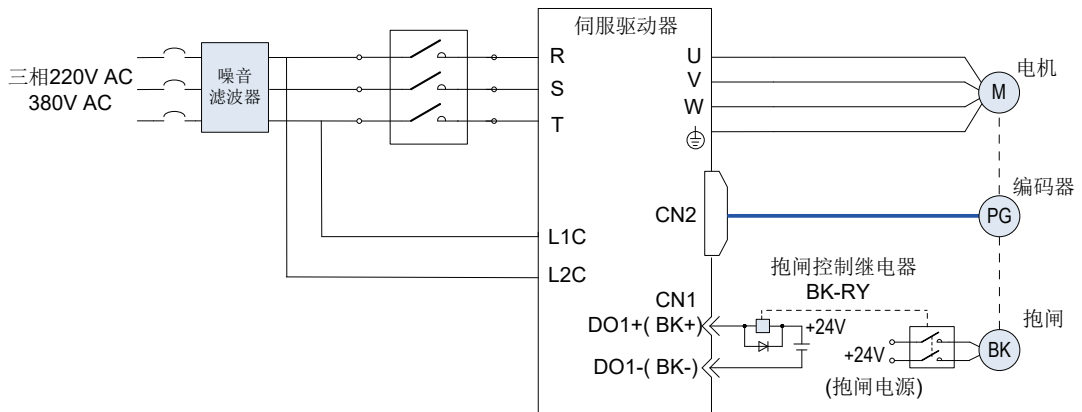 伺服驱动器
三相220V AC
380V AC
噪音
滤波器
R
S
T
U
V
W
电机
M
编码器
PG
CN2
L1C
L2C
抱闸控制继电器
BK-RY
CN1
DO1+( BK+)
+24V
DO1-( BK-)
+24V
(抱闸电源)
抱闸
BK